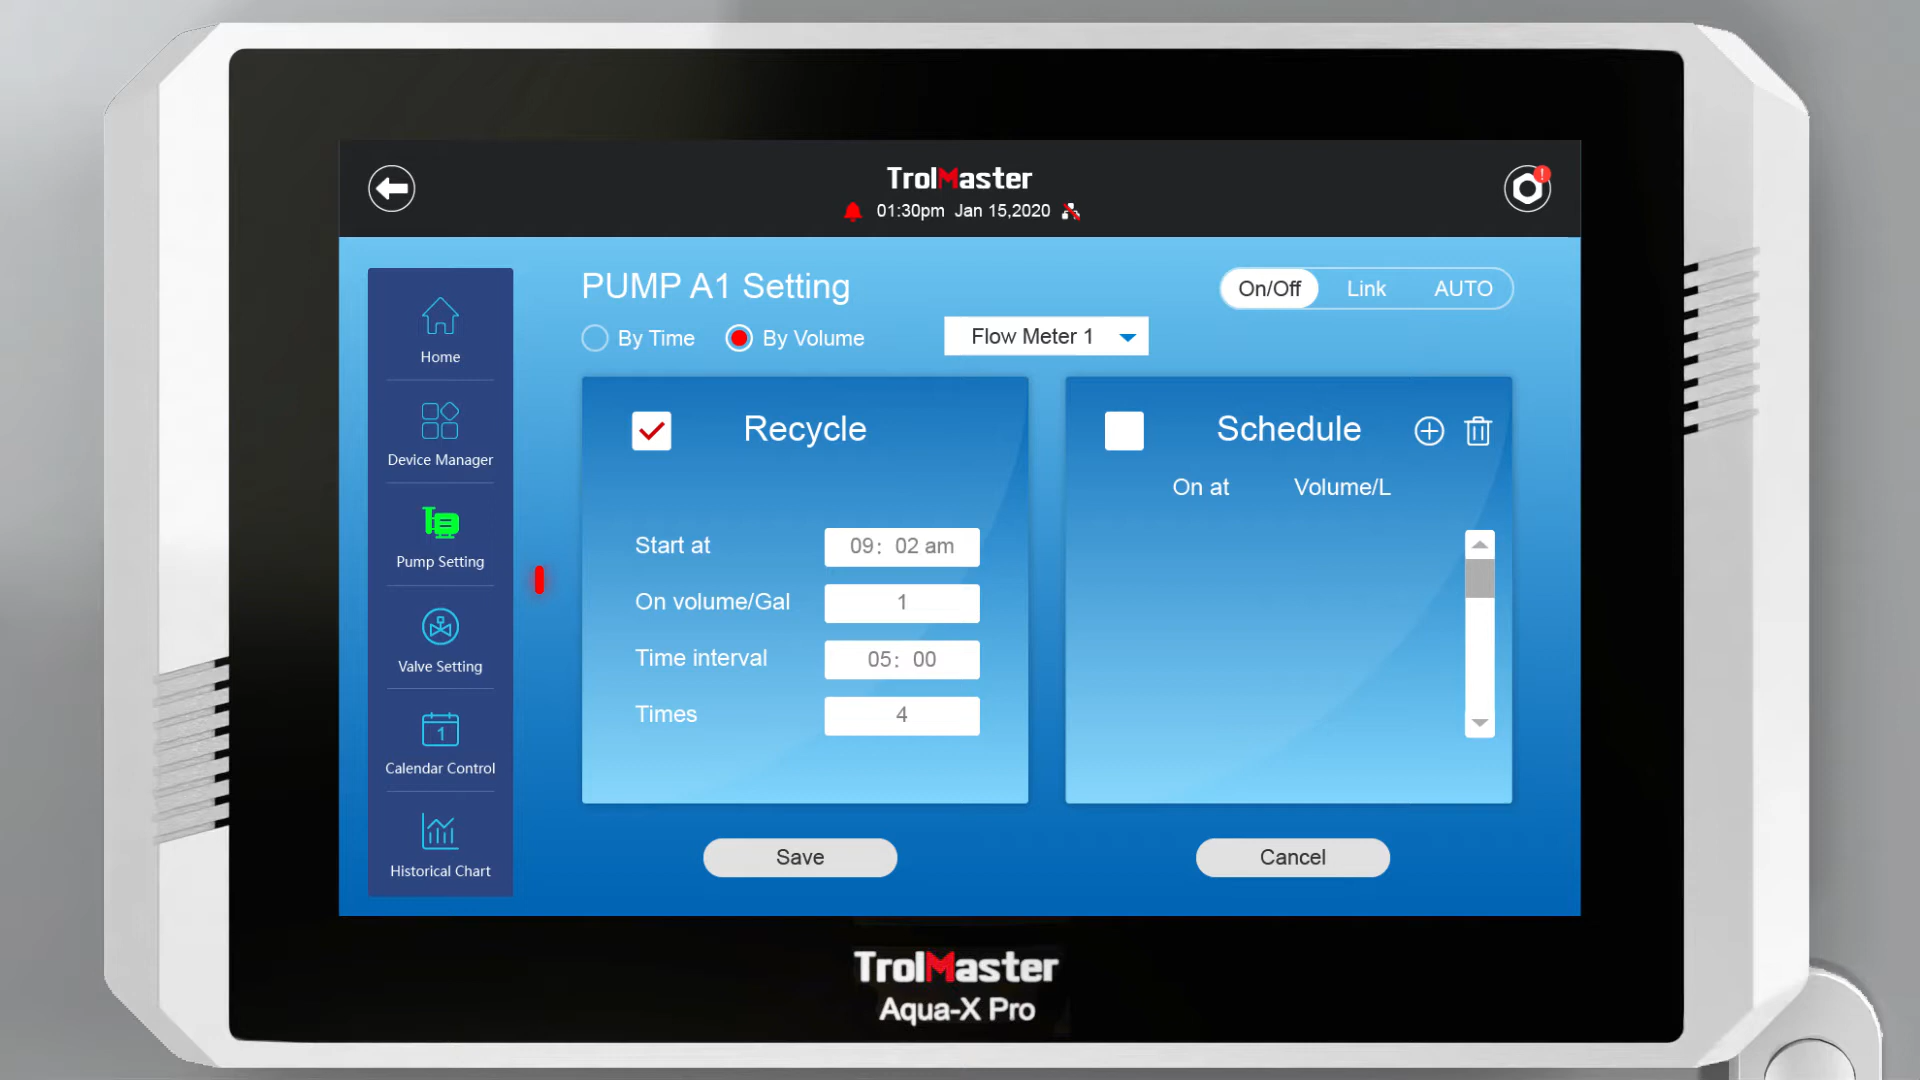 TrolMaster
01:30pm Jan 15,2020
!
PUMP A1 Setting
On/Off Link AUTO
By Time By Volume Flow Meter 1
Home
Device Manager
Pump Setting
Valve Setting
1
Calendar Control
Historical Chart
Recycle
Start at 09: 02 am
On volume/Gal 1
Time interval 05: 00
Times 4
Schedule
On at Volume/L
Save
Cancel
TrolMaster
Aqua-X Pro